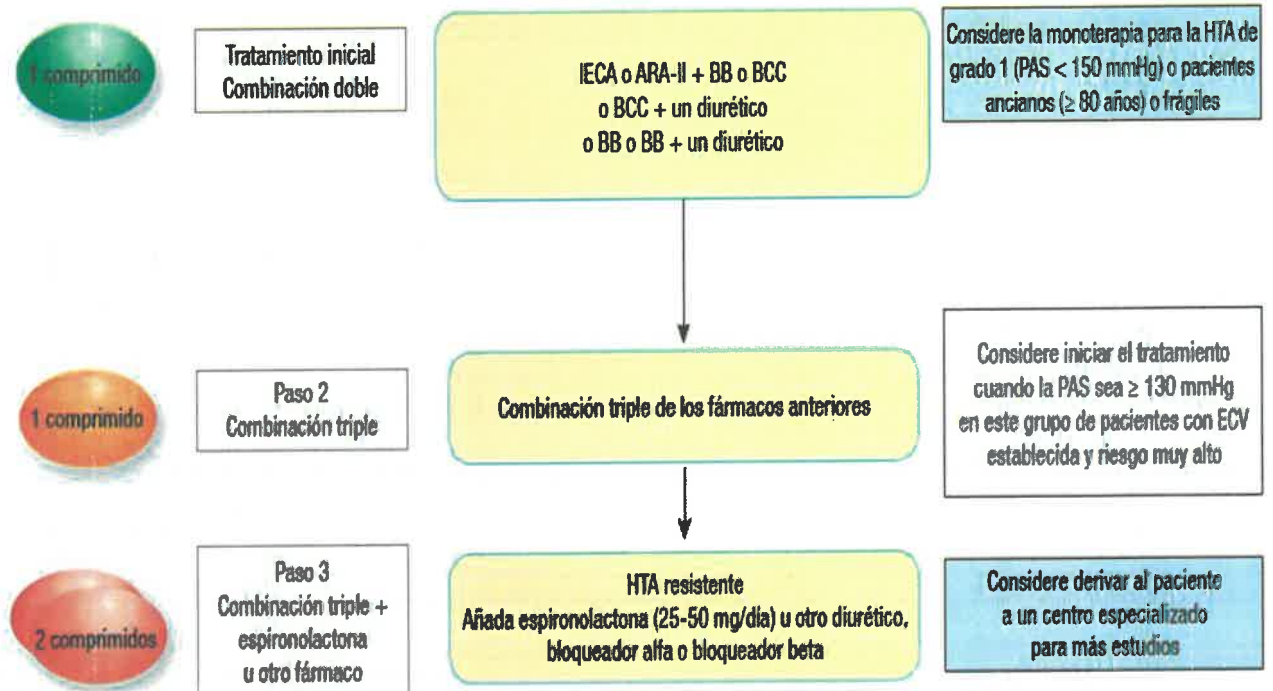 1 comprimido
Tratamiento inicial
Combinación doble
IECA o ARA-II + BB o BCC
o BCC + un diurético
o BB o BB + un diurético
Considere la monoterapia para la HTA de
grado 1 (PAS < 150 mmHg) o pacientes
ancianos (≥ 80 años) o frágiles
1 comprimido
Paso 2
Combinación triple
Combinación triple de los fármacos anteriores
Considere iniciar el tratamiento
cuando la PAS sea ≥ 130 mmHg
en este grupo de pacientes con ECV
establecida y riesgo muy alto
2 comprimidos
Paso 3
Combinación triple +
espironolactona
u otro fármaco
HTA resistente
Añada espironolactona (25-50 mg/día) u otro diurético,
bloqueador alfa o bloqueador beta
Considere derivar al paciente
a un centro especializado
para más estudios